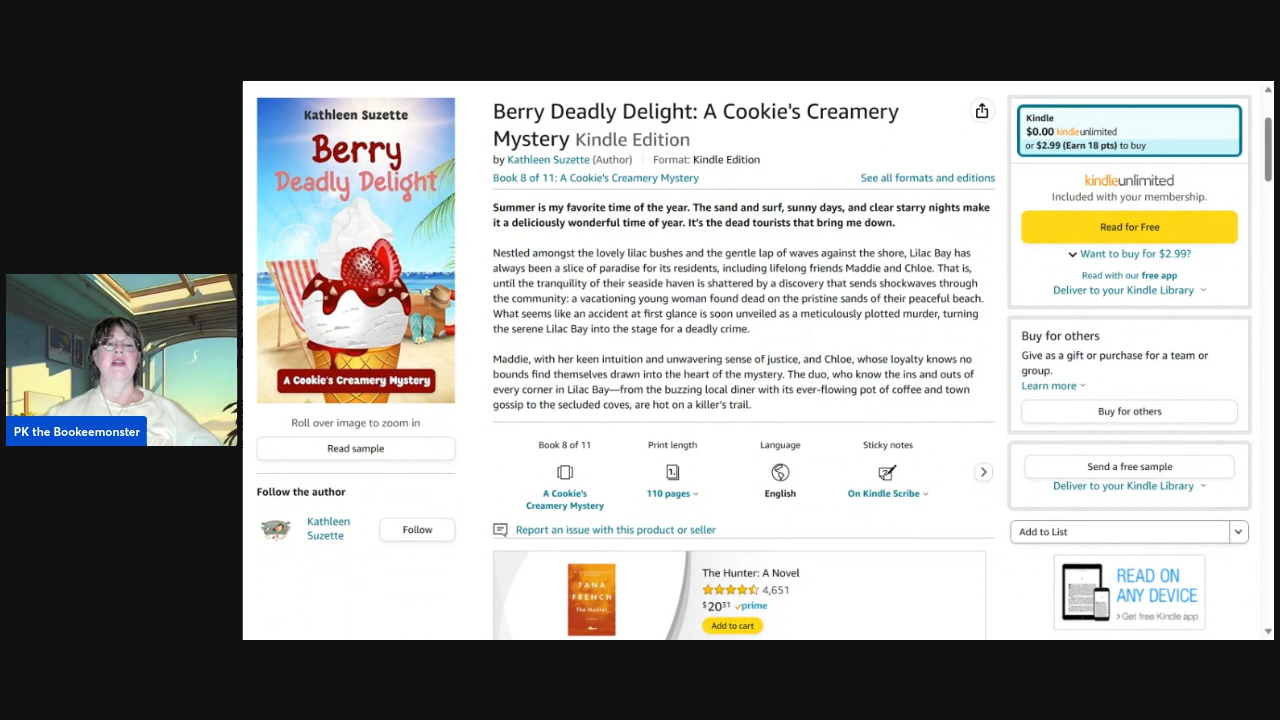 Kathleen Suzette
Berry
Deadly Delight
A Cookie's Creamery Mystery
Roll over image to zoom in
Read sample
Follow the author
Kathleen
Suzette
Follow
PK the Bookeemonster
Berry Deadly Delight: A Cookie's Creamery
Mystery Kindle Edition
by Kathleen Suzette (Author) Format: Kindle Edition
Book 8 of 11: A Cookie's Creamery Mystery
See all formats and editions
Summer is my favorite time of the year. The sand and surf, sunny days, and clear starry nights make
it a deliciously wonderful time of year. It's the dead tourists that bring me down.
Nestled amongst the lovely lilac bushes and the gentle lap of waves against the shore, Lilac Bay has
always been a slice of paradise for its residents, including lifelong friends Maddie and Chloe. That is,
until the tranquility of their seaside haven is shattered by a discovery that sends shockwaves through
the community: a vacationing young woman found dead on the pristine sands of their peaceful beach.
What seems like an accident at first glance is soon unveiled as a meticulously plotted murder, turning
the serene Lilac Bay into the stage for a deadly crime.
Maddie, with her keen intuition and unwavering sense of justice, and Chloe, whose loyalty knows no
bounds find themselves drawn into the heart of the mystery. The duo, who know the ins and outs of
every corner in Lilac Bay—from the buzzing local diner with its ever-flowing pot of coffee and town
gossip to the secluded coves, are hot on a killer's trail.
Book 8 of 11
A Cookie's
Creamery Mystery
Print length
1.
110 pages
Language
English
Sticky notes
On Kindle Scribe
Report an issue with this product or seller
TANA
FRENCH
The Hunter
The Hunter: A Novel
4,651
$20³¹ prime
Add to cart
Kindle
$0.00 kindleunlimited
or $2.99 (Earn 18 pts) to buy
kindleunlimited
Included with your membership.
Read for Free
Want to buy for $2.99?
Read with our free app
Deliver to your Kindle Library
Buy for others
Give as a gift or purchase for a team or
group.
Learn more
Buy for others
Send a free sample
Deliver to your Kindle Library
Add to List
READ ON
ANY DEVICE
> Get free Kindle app